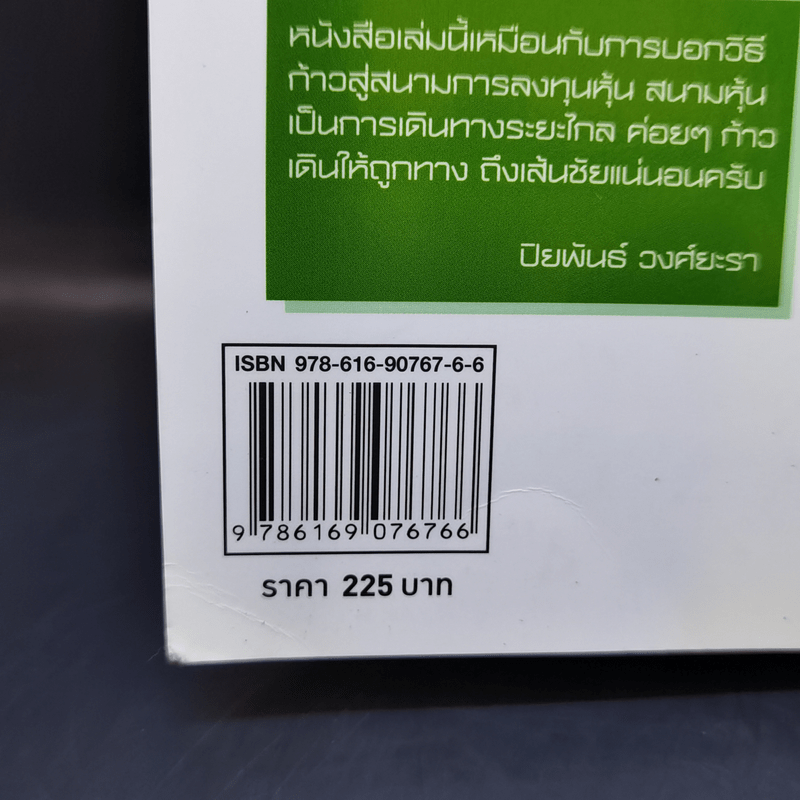 หนังสือเล่มนี้เหมือนกับการบอกวิธี
ก้าวสู่สนามการลงทุนหุ้น สนามหุ้น
เป็นการเดินทางระยะไกล ค่อยๆ ก้าว
เดินให้ถูกทาง ถึงเส้นชัยแน่นอนครับ
ปิยพันธ์ วงศ์ยะรา
ISBN 978-616-90767-6-6
9 786169 076766
ราคา 225 บาท